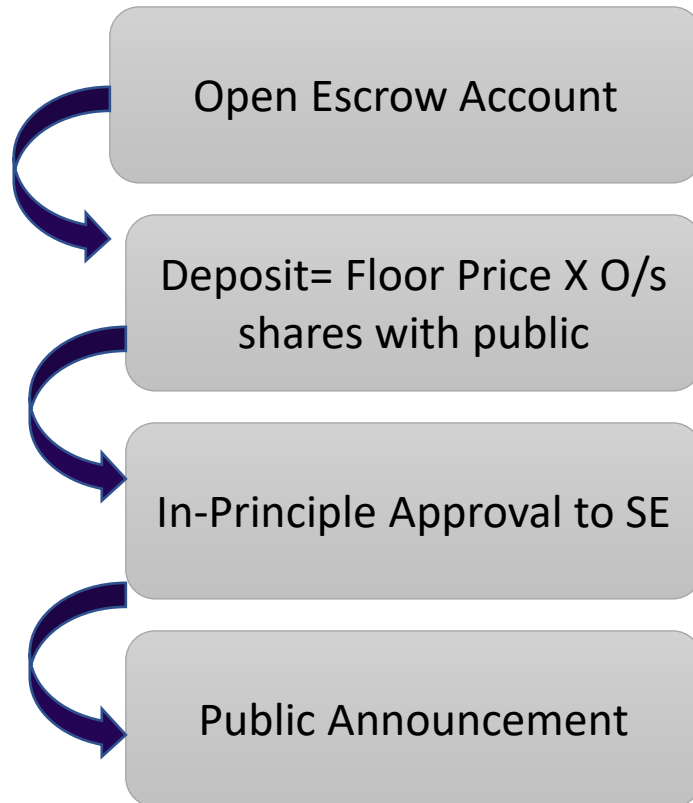 Open Escrow Account
Deposit= Floor Price X O/s
shares with public
In-Principle Approval to SE
Public Announcement